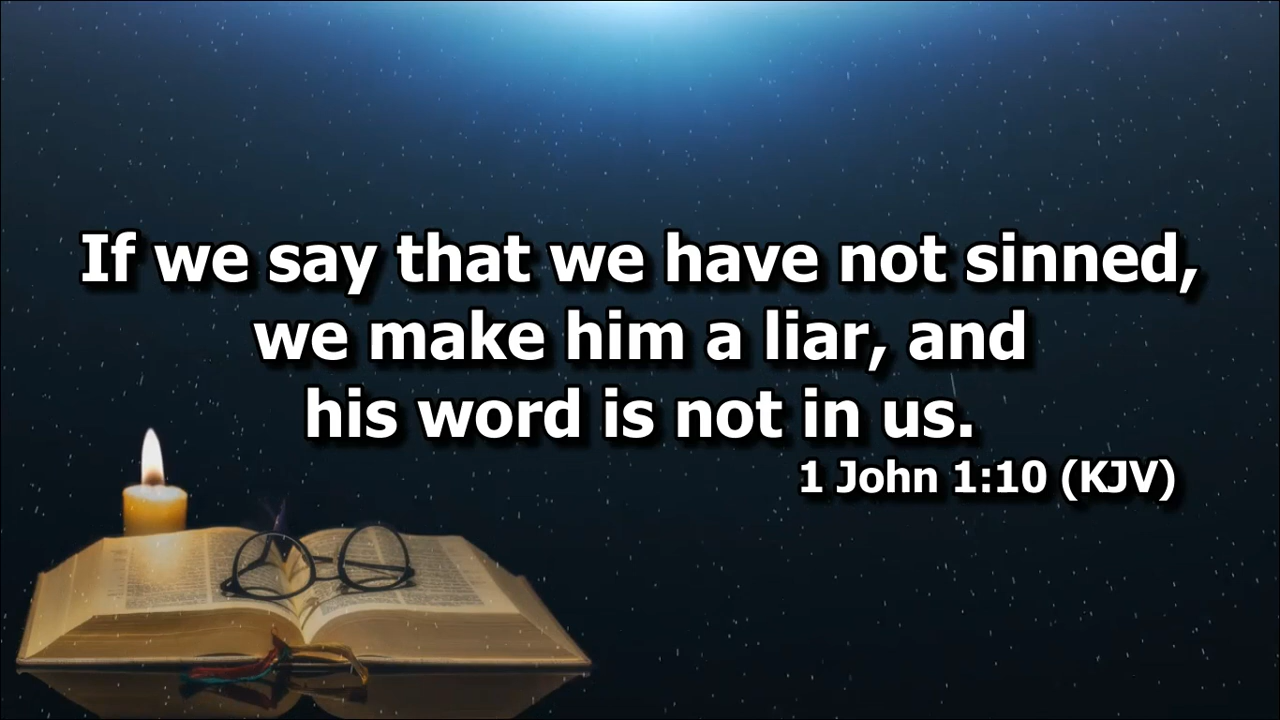 If we say that we have not sinned,
we make him a liar, and
his word is not in us.
1 John 1:10 (KJV)